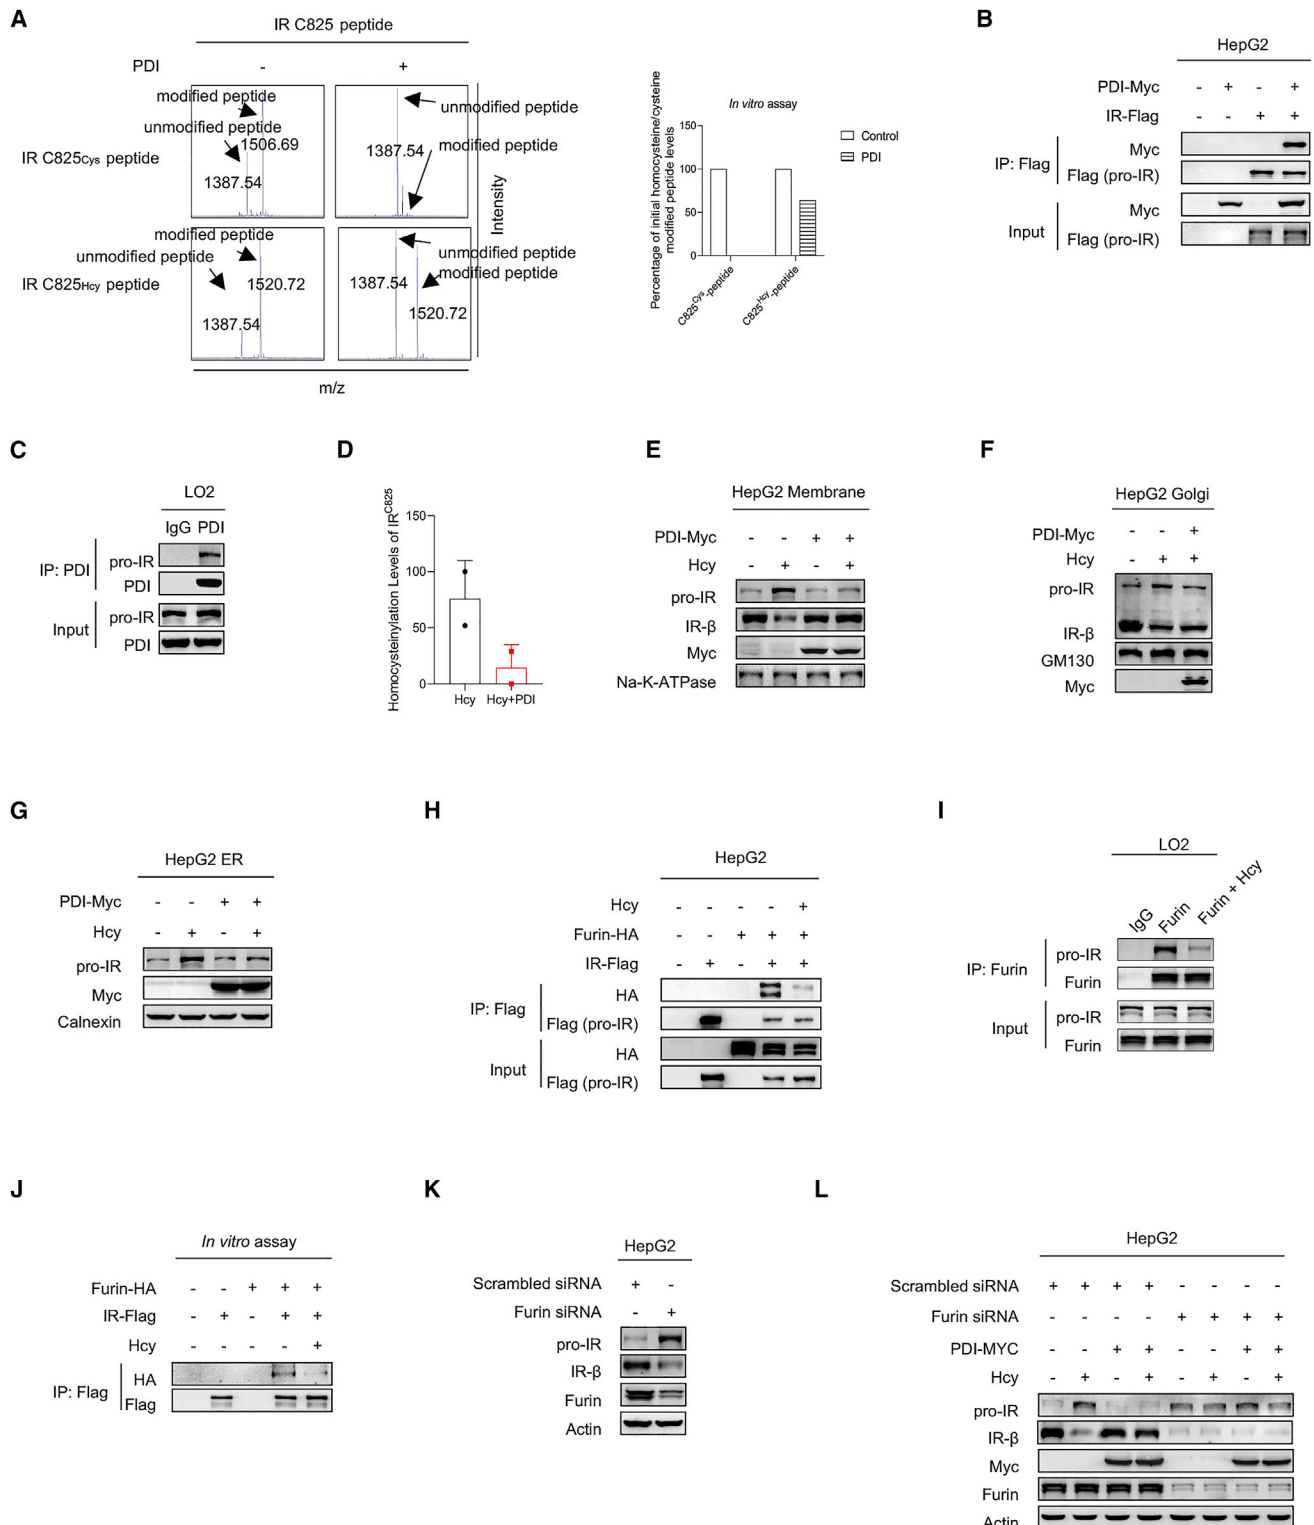 A
IR C825 peptide
PDI
-
+
modified peptide
unmodified peptide
1506.69
1387.54
IR C825Cys peptide
unmodified peptide
modified peptide
1387.54
modified peptide
unmodified peptide
1520.72
1387.54
IR C825Hcy peptide
unmodified peptide
modified peptide
1387.54
1520.72
Intensity
m/z
In vitro assay
Percentage of initial homocysteine/cysteine
modified peptide levels
150
100
50
0
C825Cys-peptide
C825Hcy-peptide
Control
PDI
B
HepG2
PDI-Myc - + - +
IR-Flag - - + +
IP: Flag
Myc
Flag (pro-IR)
Input
Myc
Flag (pro-IR)
C
LO2
IgG PDI
IP: PDI
pro-IR
PDI
Input
pro-IR
PDI
D
Homocysteinylation Levels of IRC825
150
100
50
0
Hcy Hcy+PDI
E
HepG2 Membrane
PDI-Myc - - + +
Hcy - + - +
pro-IR
IR-β
Myc
Na-K-ATPase
F
HepG2 Golgi
PDI-Myc - - +
Hcy - + +
pro-IR
IR-β
GM130
Myc
G
HepG2 ER
PDI-Myc - - + +
Hcy - + - +
pro-IR
Myc
Calnexin
H
HepG2
Hcy - - - - +
Furin-HA - - + + +
IR-Flag - + - + +
IP: Flag
HA
Flag (pro-IR)
Input
HA
Flag (pro-IR)
I
LO2
IgG
Furin
Furin + Hcy
IP: Furin
pro-IR
Furin
Input
pro-IR
Furin
J
In vitro assay
Furin-HA - - + + +
IR-Flag - + - + +
Hcy - - - - +
IP: Flag
HA
Flag
K
HepG2
Scrambled siRNA + -
Furin siRNA - +
pro-IR
IR-β
Furin
Actin
L
HepG2
Scrambled siRNA + + + + - - - -
Furin siRNA - - - - + + + +
PDI-MYC - - + + - - + +
Hcy - + - + - + - +
pro-IR
IR-β
Myc
Furin
Actin